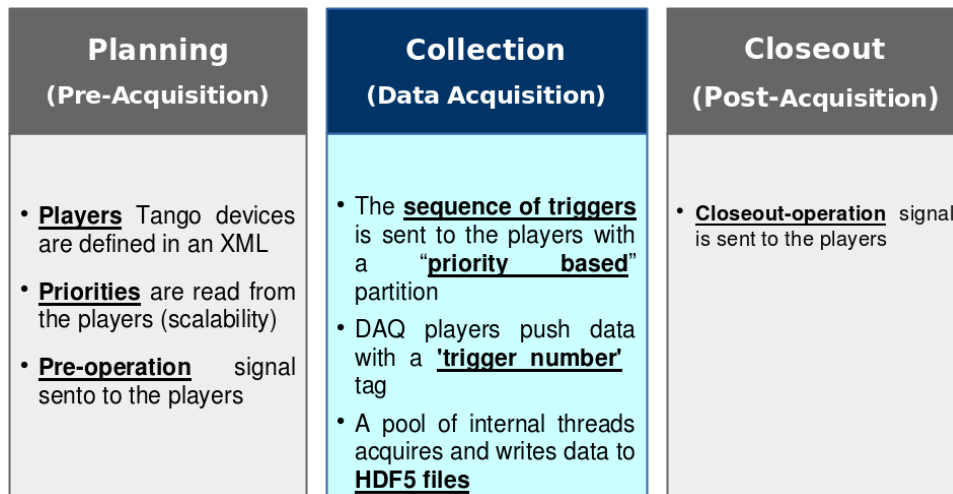 Planning
(Pre-Acquisition)
• Players Tango devices
are defined in an XML
• Priorities are read from
the players (scalability)
• Pre-operation signal
sento to the players
Collection
(Data Acquisition)
• The sequence of triggers
is sent to the players with
a “priority based”
partition
• DAQ players push data
with a 'trigger number'
tag
• A pool of internal threads
acquires and writes data to
HDF5 files
Closeout
(Post-Acquisition)
• Closeout-operation signal
is sent to the players